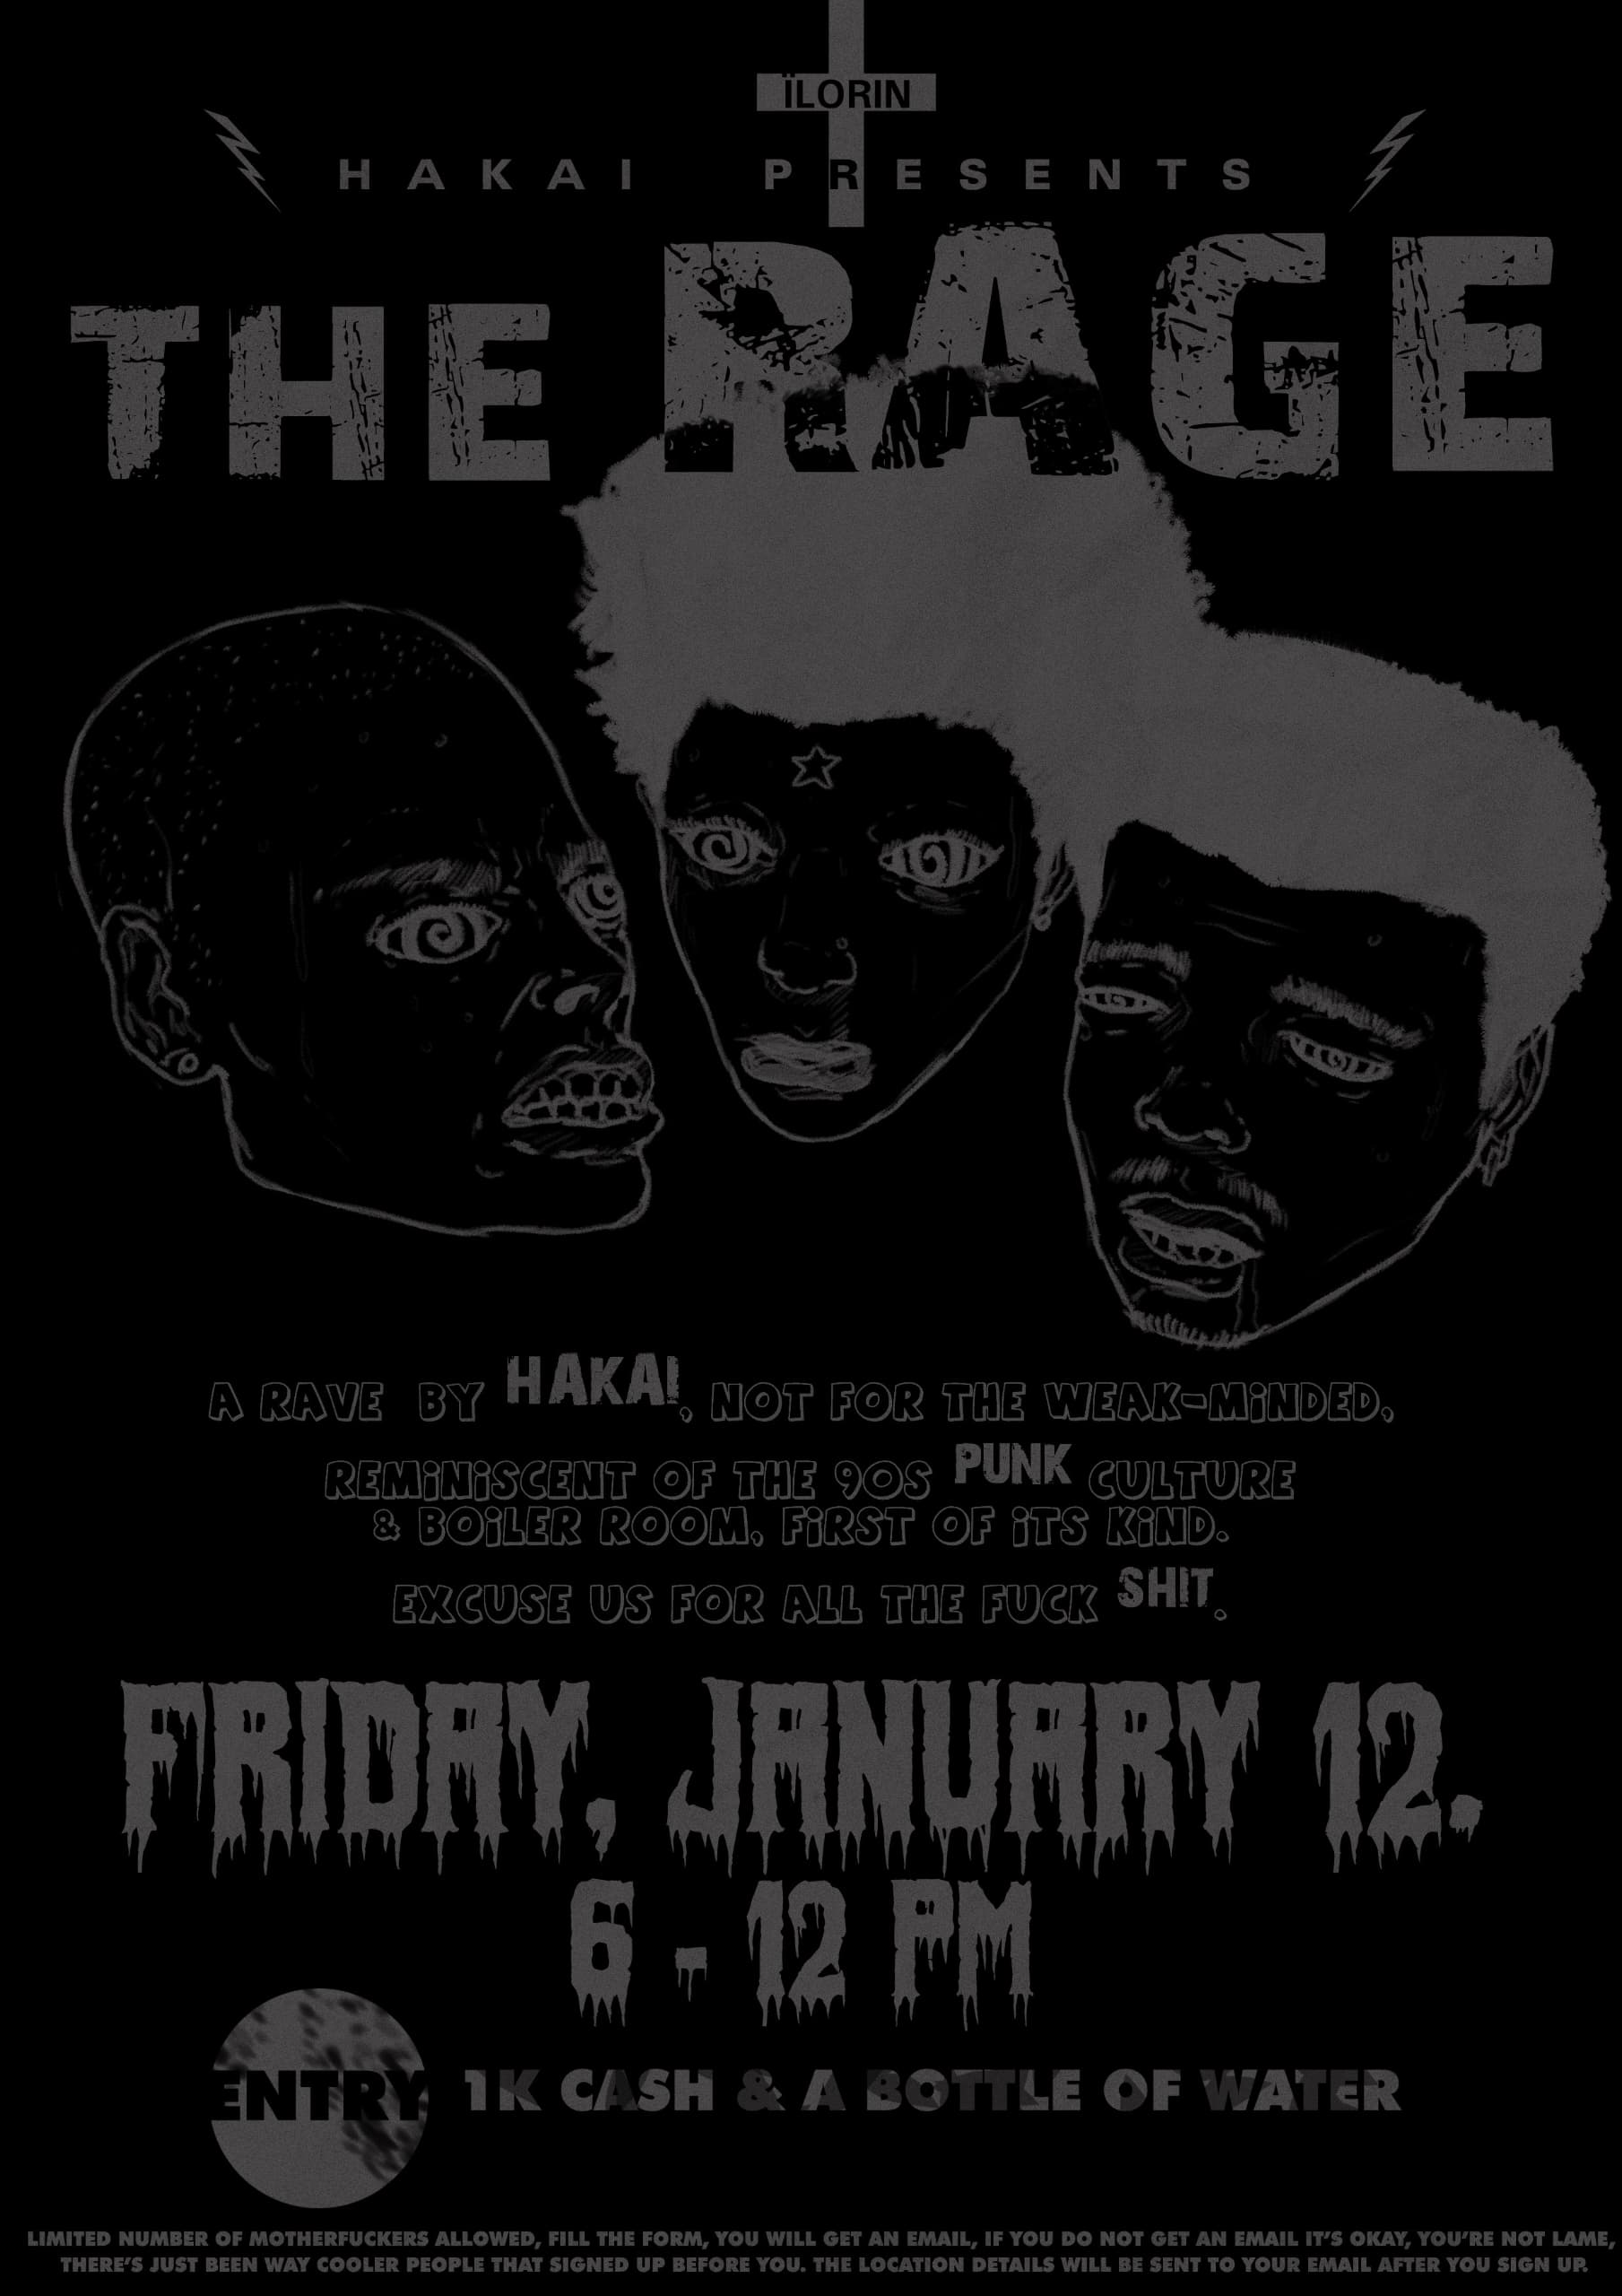 ÏLORIN
HAKAI PRESENTS
THE RAGE
A RAVE BY HAKAI, NOT FOR THE WEAK-MiNDED,
REMiNiSCENT OF THE 90S PUNK CULTURE
& BOiLER ROOM, FiRST OF iTS KiND.
EXCUSE US FOR ALL THE FUCK SHIT.
FRIDAY, JANUARY 12.
6 - 12 PM
ENTRY 1K CASH & A BOTTLE OF WATER
LIMITED NUMBER OF MOTHERFUCKERS ALLOWED, FILL THE FORM, YOU WILL GET AN EMAIL, IF YOU DO NOT GET AN EMAIL IT'S OKAY, YOU'RE NOT LAME,
THERE'S JUST BEEN WAY COOLER PEOPLE THAT SIGNED UP BEFORE YOU. THE LOCATION DETAILS WILL BE SENT TO YOUR EMAIL AFTER YOU SIGN UP.